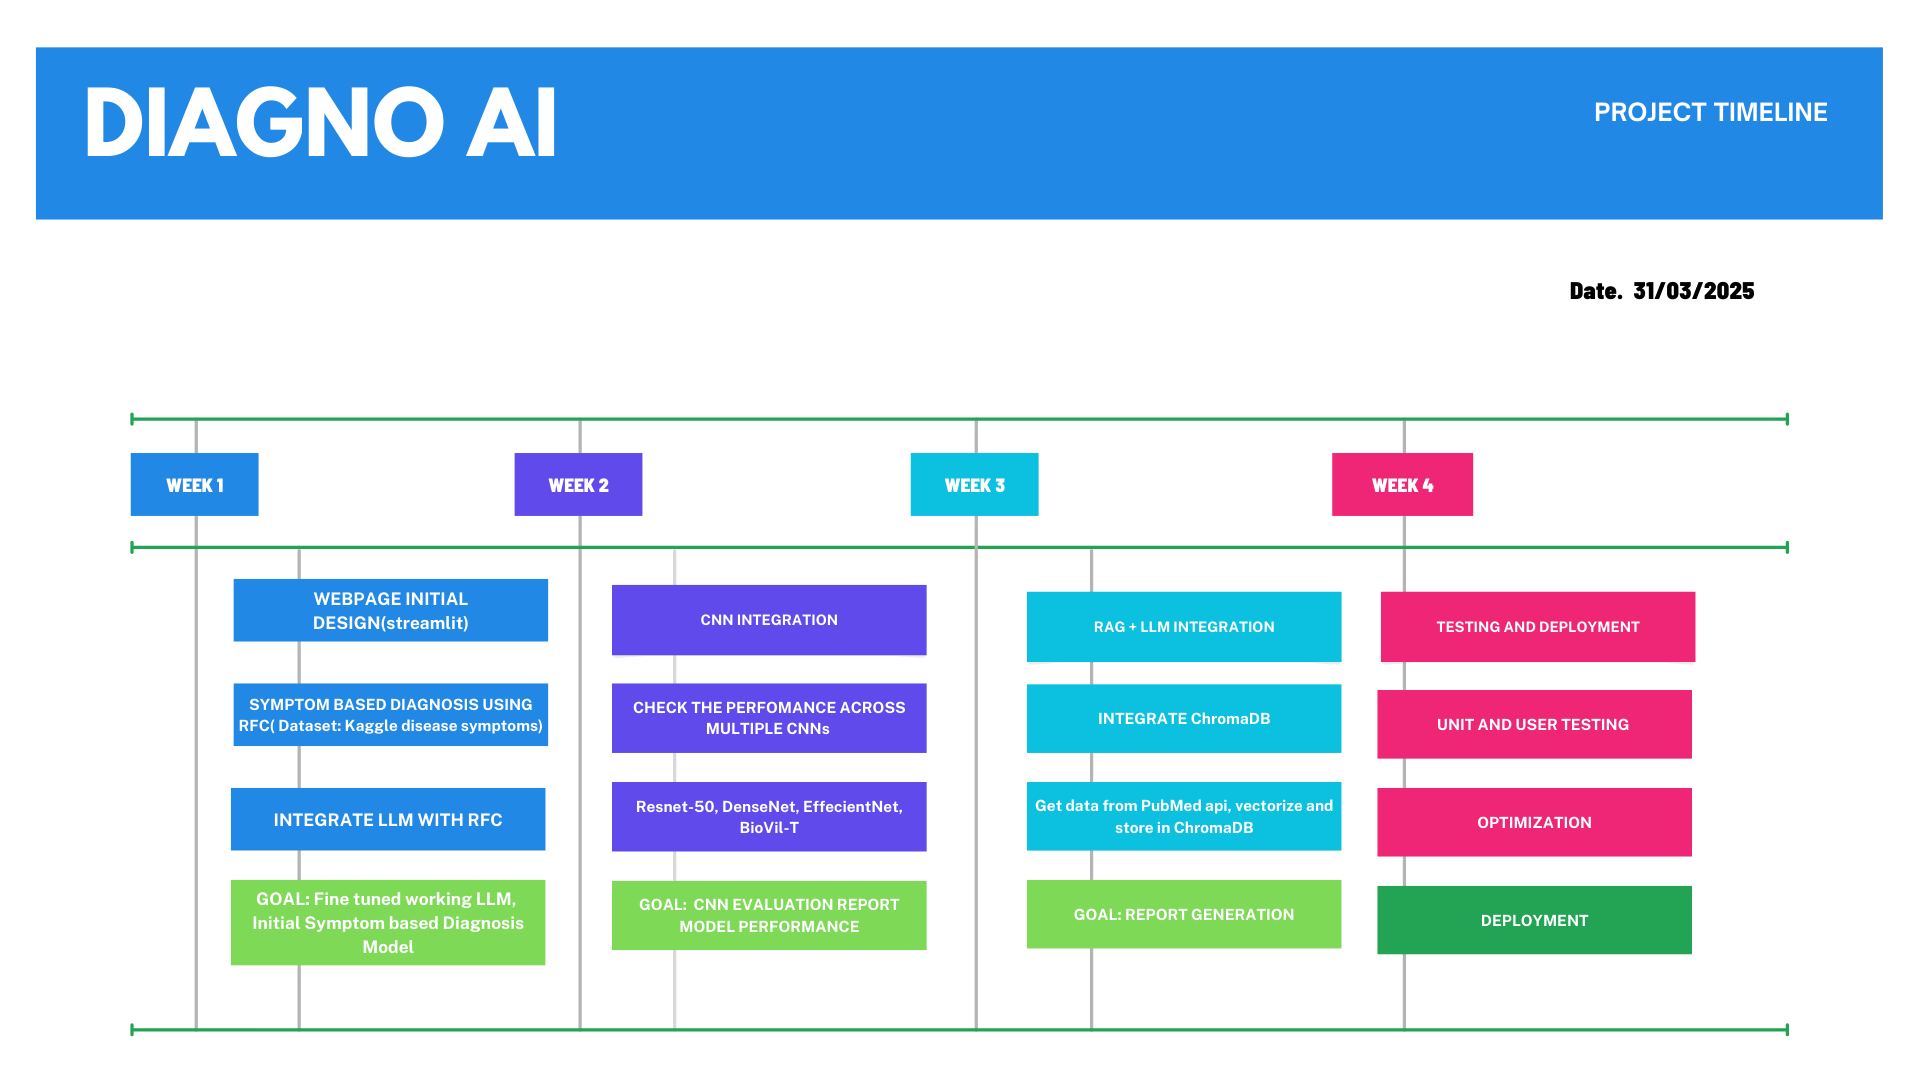 DIAGNO AI
PROJECT TIMELINE
Date.  31/03/2025
WEEK 1
WEEK 2
WEEK 3
WEEK 4
WEBPAGE INITIAL
DESIGN(streamlit)
SYMPTOM BASED DIAGNOSIS USING
RFC( Dataset: Kaggle disease symptoms)
INTEGRATE LLM WITH RFC
GOAL: Fine tuned working LLM,
Initial Symptom based Diagnosis
Model
CNN INTEGRATION
CHECK THE PERFOMANCE ACROSS
MULTIPLE CNNs
Resnet-50, DenseNet, EffecientNet,
BioVil-T
GOAL:  CNN EVALUATION REPORT
MODEL PERFORMANCE
RAG + LLM INTEGRATION
INTEGRATE ChromaDB
Get data from PubMed api, vectorize and
store in ChromaDB
GOAL: REPORT GENERATION
TESTING AND DEPLOYMENT
UNIT AND USER TESTING
OPTIMIZATION
DEPLOYMENT